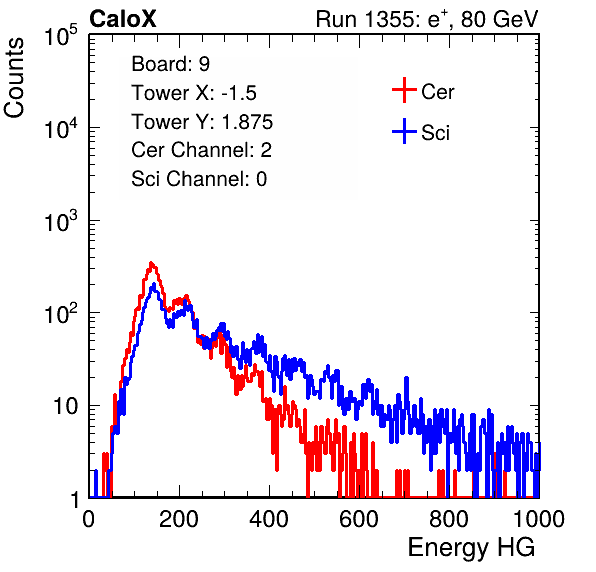 CaloX
Run 1355: e⁺, 80 GeV
Counts
10⁵
10⁴
10³
10²
10
1
Board: 9
Tower X: -1.5
Tower Y: 1.875
Cer Channel: 2
Sci Channel: 0
Cer
Sci
0 200 400 600 800 1000
Energy HG